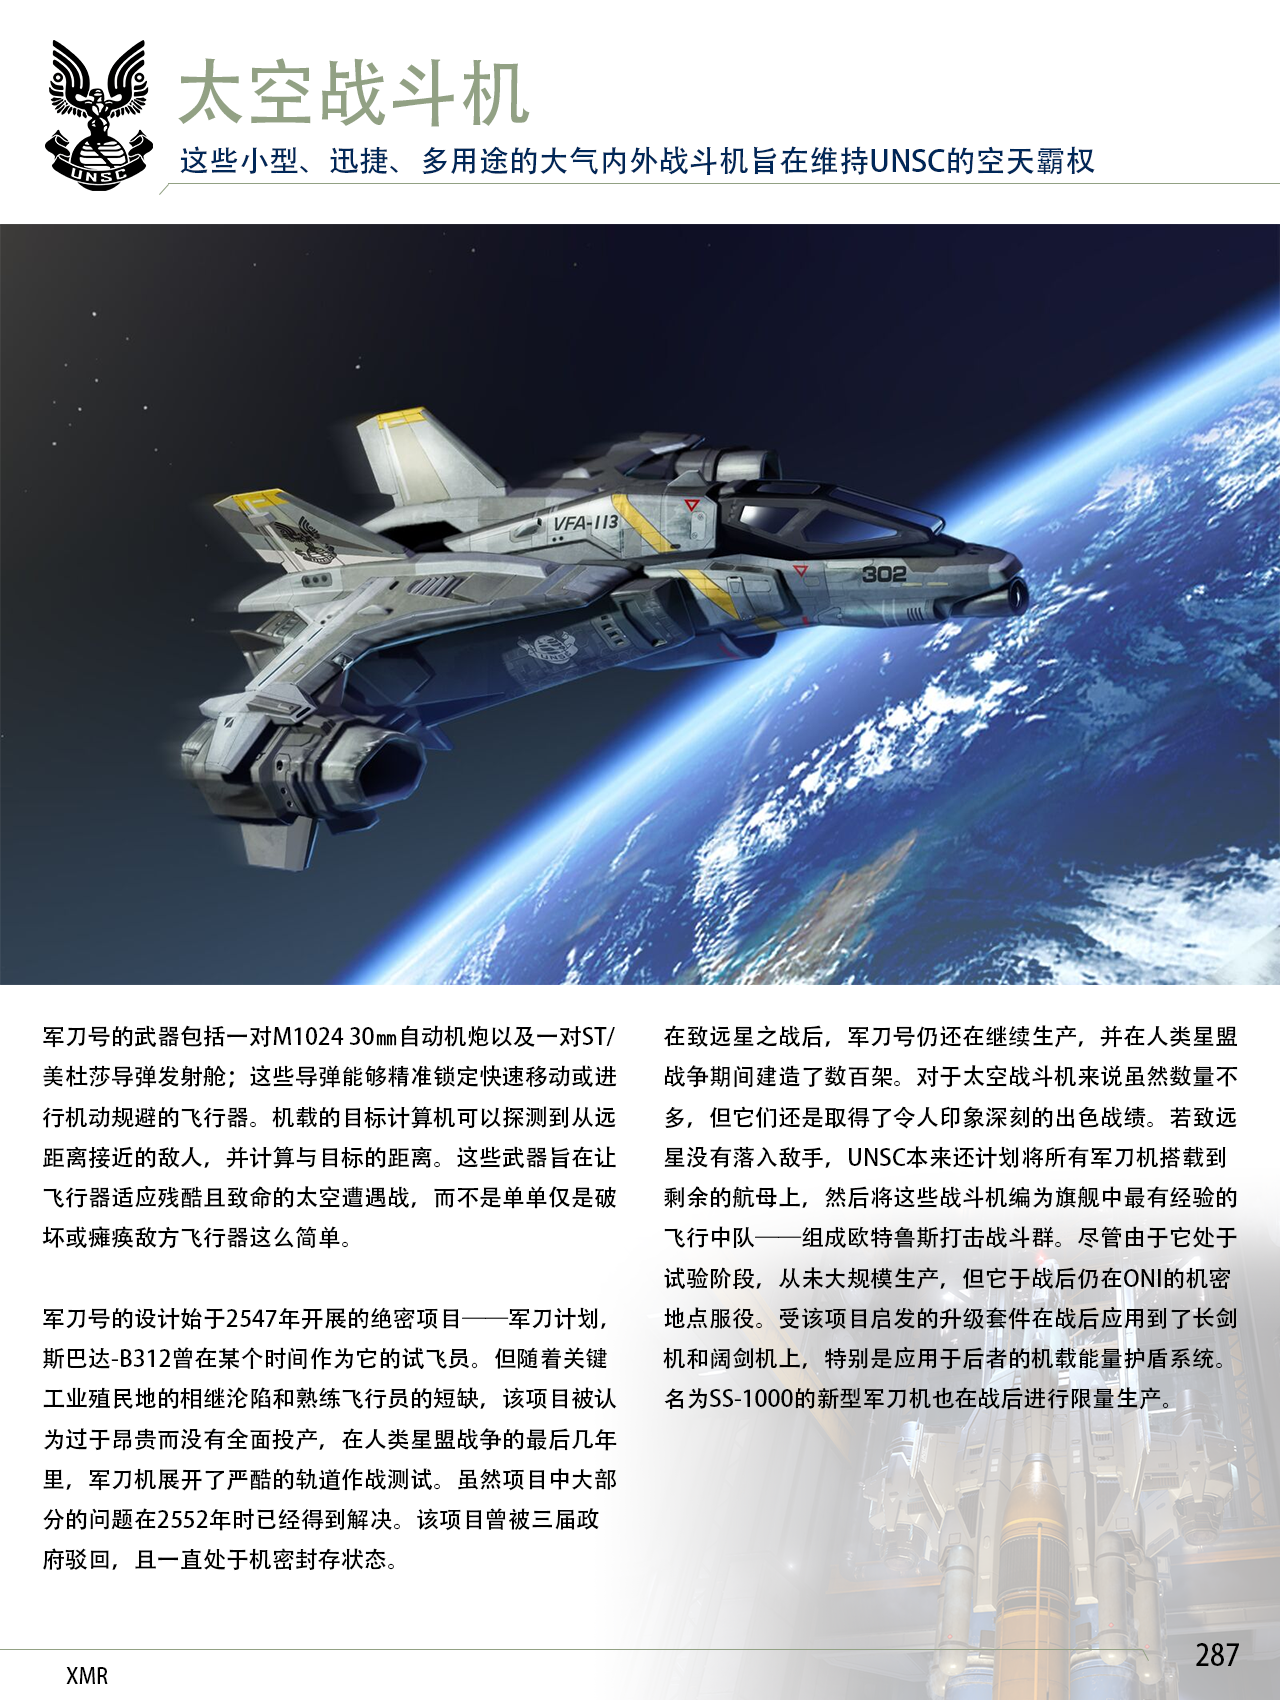 UNSC
太空战斗机
这些小型、迅捷、多用途的大气内外战斗机旨在维持UNSC的空天霸权
VFA-113
302
UNSC
军刀号的武器包括一对M1024 30㎜自动机炮以及一对ST/
美杜莎导弹发射舱；这些导弹能够精准锁定快速移动或进
行机动规避的飞行器。机载的目标计算机可以探测到从远
距离接近的敌人，并计算与目标的距离。这些武器旨在让
飞行器适应残酷且致命的太空遭遇战，而不是单单仅是破
坏或瘫痪敌方飞行器这么简单。
军刀号的设计始于2547年开展的绝密项目——军刀计划，
斯巴达-B312曾在某个时间作为它的试飞员。但随着关键
工业殖民地的相继沦陷和熟练飞行员的短缺，该项目被认
为过于昂贵而没有全面投产，在人类星盟战争的最后几年
里，军刀机展开了严酷的轨道作战测试。虽然项目中大部
分的问题在2552年时已经得到解决。该项目曾被三届政
府驳回，且一直处于机密封存状态。
在致远星之战后，军刀号仍还在继续生产，并在人类星盟
战争期间建造了数百架。对于太空战斗机来说虽然数量不
多，但它们还是取得了令人印象深刻的出色战绩。若致远
星没有落入敌手，UNSC本来还计划将所有军刀机搭载到
剩余的航母上，然后将这些战斗机编为旗舰中最有经验的
飞行中队——组成欧特鲁斯打击战斗群。尽管由于它处于
试验阶段，从未大规模生产，但它于战后仍在ONI的机密
地点服役。受该项目启发的升级套件在战后应用到了长剑
机和阔剑机上，特别是应用于后者的机载能量护盾系统。
名为SS-1000的新型军刀机也在战后进行限量生产。
XMR
287